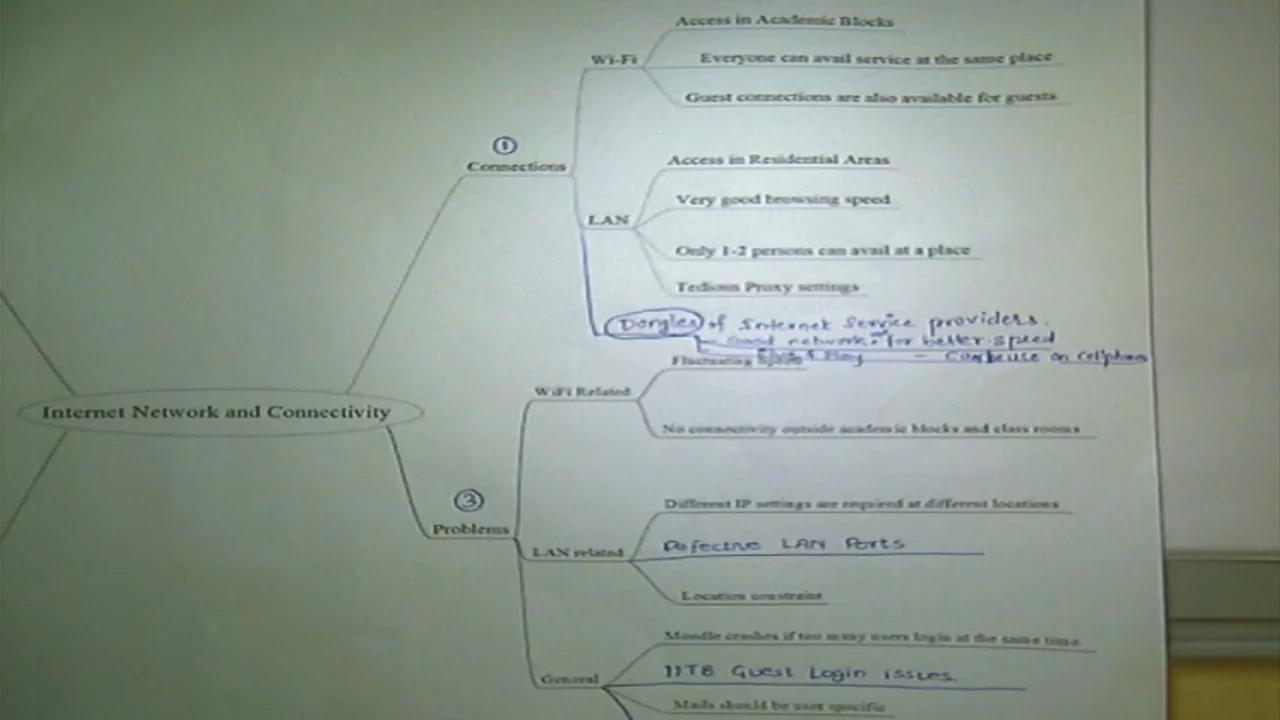 Access in Academic Blocks
Wi-Fi
Everyone can avail service at the same place
Guest connections are also available for guests
1
Connections
Access in Residential Areas
Very good browsing speed
LAN
Only 1-2 persons can avail at a place
Tedious Proxy settings
Dongles of Internet Service providers.
Good network for better speed
Plug & Play - Can be use on cellphone
Fluctuating
WiFi Related
No connectivity outside academic blocks and class rooms
Internet Network and Connectivity
3
Problems
Different IP settings are required at different locations
Defective LAN Ports
LAN related
Location constraint
Moodle crashes if too many users login at the same time
IITB Guest Login issues.
General
Mails should be user specific